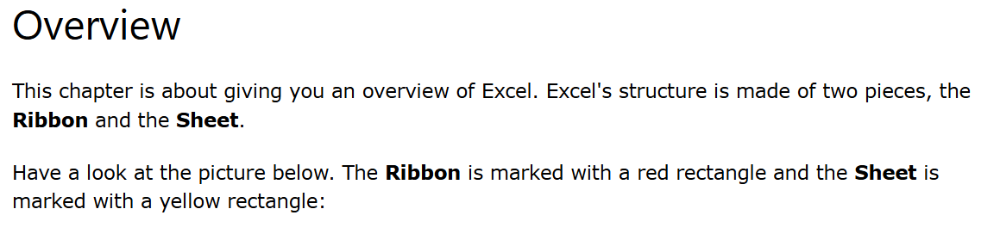 Overview
This chapter is about giving you an overview of Excel. Excel's structure is made of two pieces, the
Ribbon and the Sheet.
Have a look at the picture below. The Ribbon is marked with a red rectangle and the Sheet is
marked with a yellow rectangle: